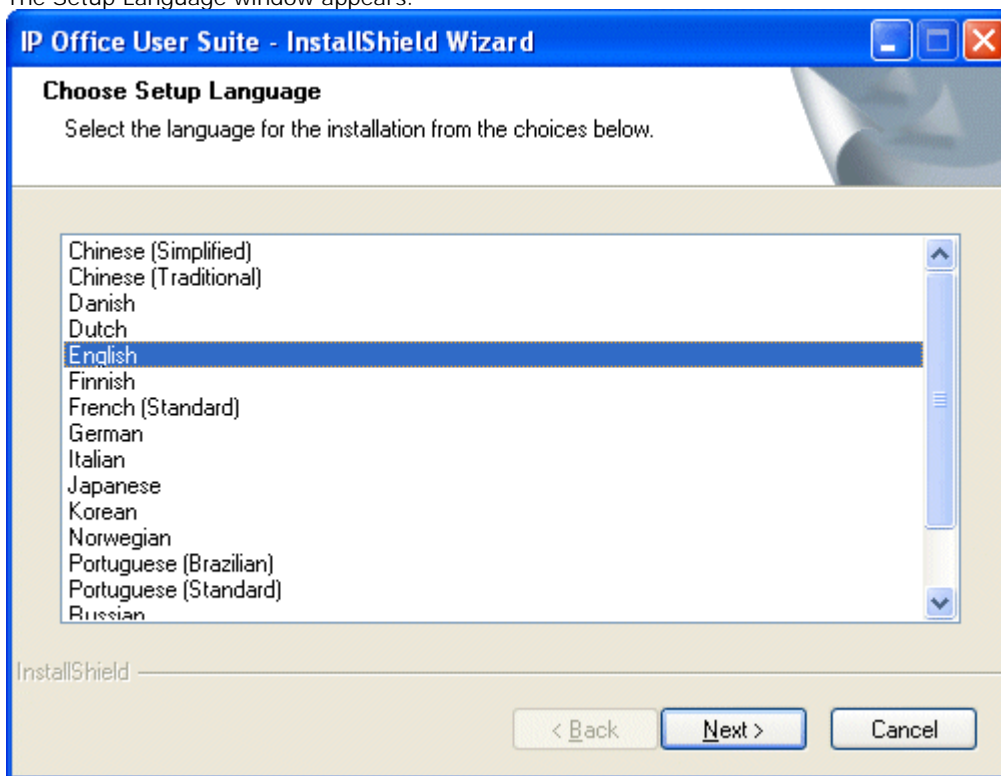 The Setup Language window appears.
IP Office User Suite - InstallShield Wizard
Choose Setup Language
Select the language for the installation from the choices below.
Chinese (Simplified)
Chinese (Traditional)
Danish
Dutch
English
Finnish
French (Standard)
German
Italian
Japanese
Korean
Norwegian
Portuguese (Brazilian)
Portuguese (Standard)
Russian
InstallShield
< Back
Next >
Cancel